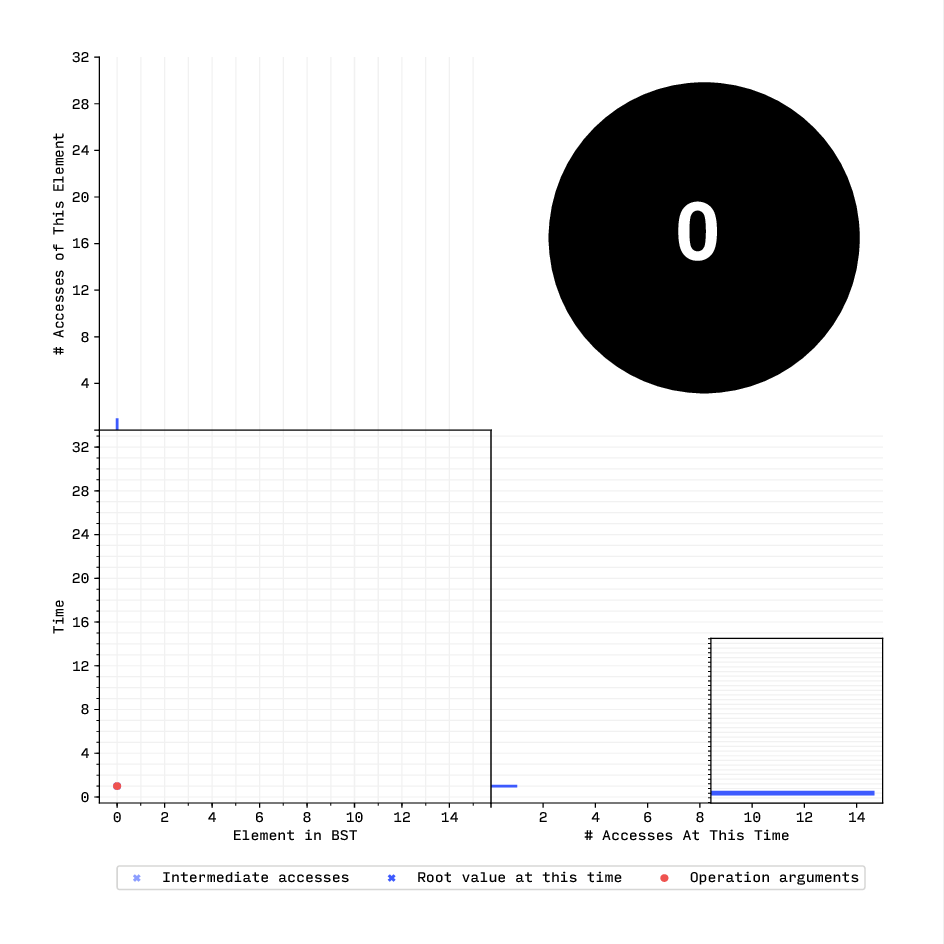 32
28
24
20
16
12
8
4
# Accesses of This Element
0
32
28
24
20
16
12
8
4
0
Time
0 2 4 6 8 10 12 14
Element in BST
2 4 6 8 10 12 14
# Accesses At This Time
Intermediate accesses Root value at this time Operation arguments